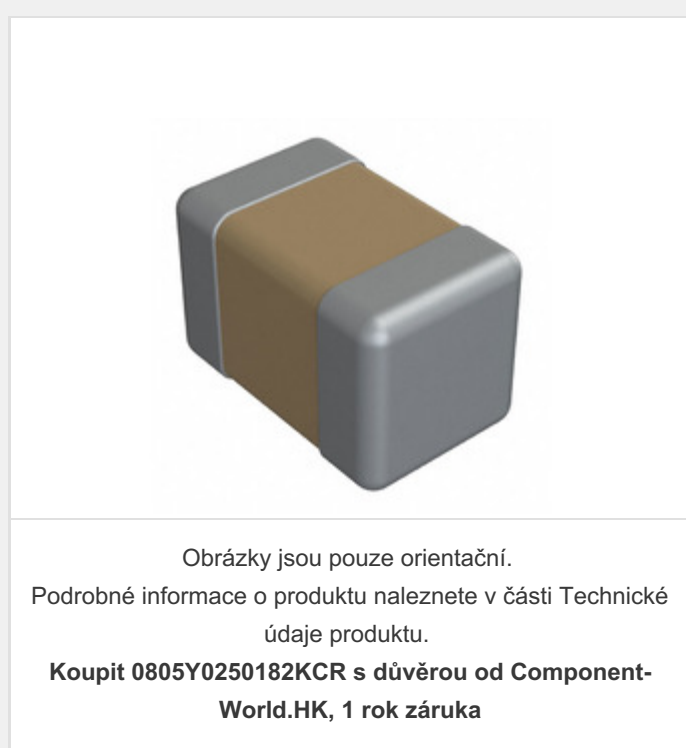 Obrázky jsou pouze orientační.
Podrobné informace o produktu naleznete v části Technické
údaje produktu.
Koupit 0805Y0250182KCR s důvěrou od Component-
World.HK, 1 rok záruka